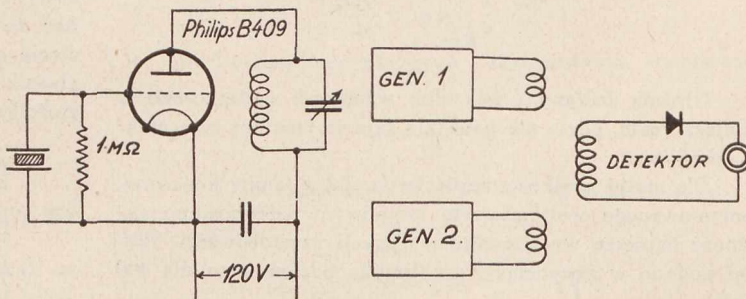 Philips B409
1 MΩ
120V
GEN. 1
GEN. 2.
DETEKTOR